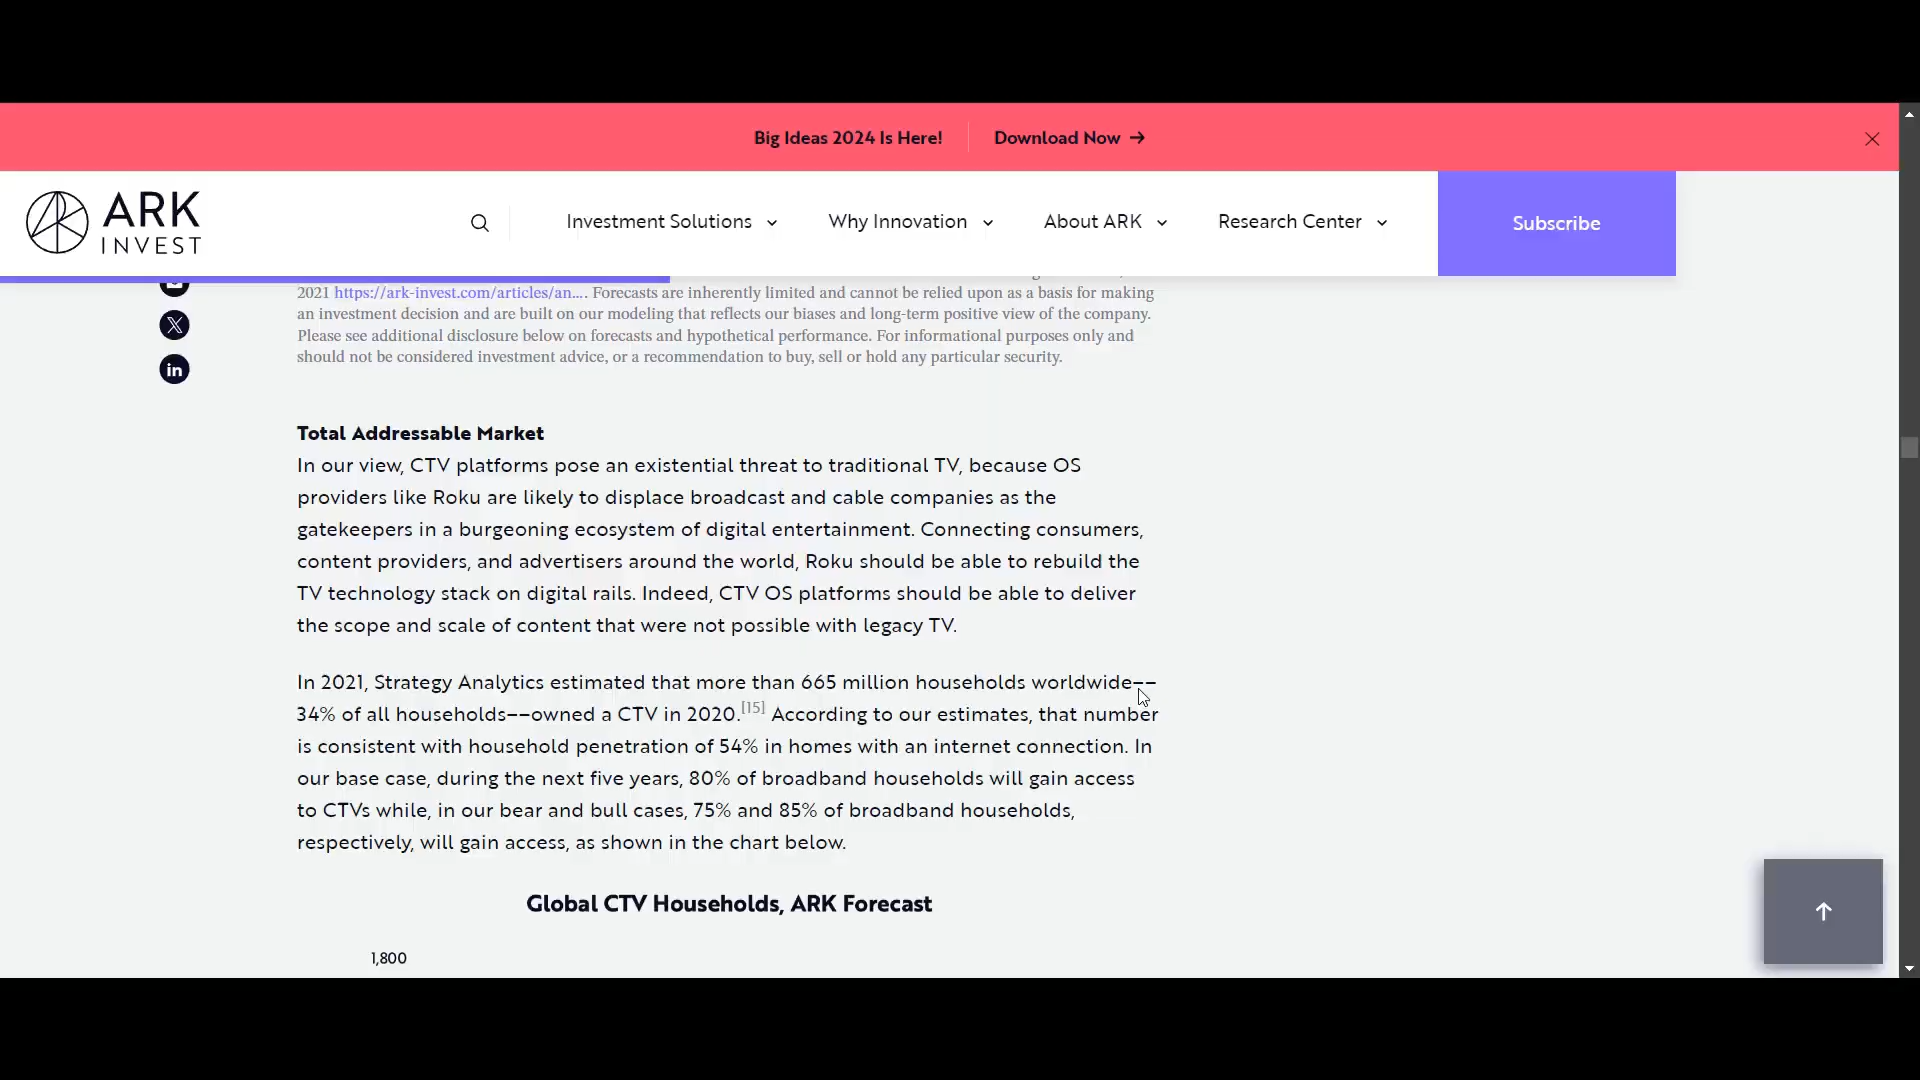 Big Ideas 2024 Is Here!
Download Now →
ARK
INVEST
Investment Solutions
Why Innovation
About ARK
Research Center
Subscribe
2021 https://ark-invest.com/articles/an.... Forecasts are inherently limited and cannot be relied upon as a basis for making
an investment decision and are built on our modeling that reflects our biases and long-term positive view of the company.
Please see additional disclosure below on forecasts and hypothetical performance. For informational purposes only and
should not be considered investment advice, or a recommendation to buy, sell or hold any particular security.
X
in
Total Addressable Market
In our view, CTV platforms pose an existential threat to traditional TV, because OS
providers like Roku are likely to displace broadcast and cable companies as the
gatekeepers in a burgeoning ecosystem of digital entertainment. Connecting consumers,
content providers, and advertisers around the world, Roku should be able to rebuild the
TV technology stack on digital rails. Indeed, CTV OS platforms should be able to deliver
the scope and scale of content that were not possible with legacy TV.
In 2021, Strategy Analytics estimated that more than 665 million households worldwide––
34% of all households––owned a CTV in 2020.[15] According to our estimates, that number
is consistent with household penetration of 54% in homes with an internet connection. In
our base case, during the next five years, 80% of broadband households will gain access
to CTVs while, in our bear and bull cases, 75% and 85% of broadband households,
respectively, will gain access, as shown in the chart below.
Global CTV Households, ARK Forecast
1,800